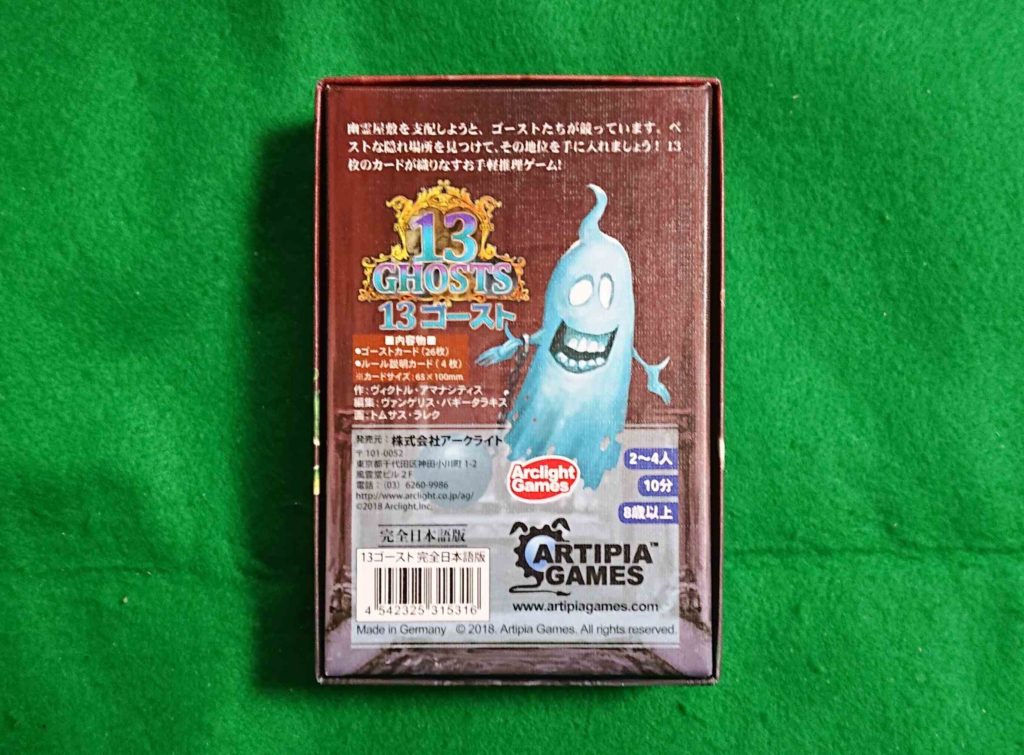 幽霊屋敷を支配しようと、ゴーストたちが競っています。ベ
ストな隠れ場所を見つけて、その地位を手に入れましょう！ 13
枚のカードが織りなすお手軽推理ゲーム!
13
GHOSTS
13ゴースト
■内容物■
●ゴーストカード（26枚）
●ルール説明カード（4枚）
※カードサイズ：65×100mm
作：ヴィクトル・アマナンティス
編集：ヴァンゲリス・バギータラキス
画：トムサス・ラレク
発売元：株式会社アークライト
〒101-0052
東京都千代田区神田小川町 1-2
風雲堂ビル 2F
電話：（03）6260-9986
http://www.arclight.co.jp/ag/
©2018 Arclight,Inc.
Arclight
Games
2〜4人
10分
8歳以上
完全日本語版
13ゴースト 完全日本語版
4 542325 315316
ARTIPIA™
GAMES
www.artipiagames.com
Made in Germany © 2018. Artipia Games. All rights reserved.